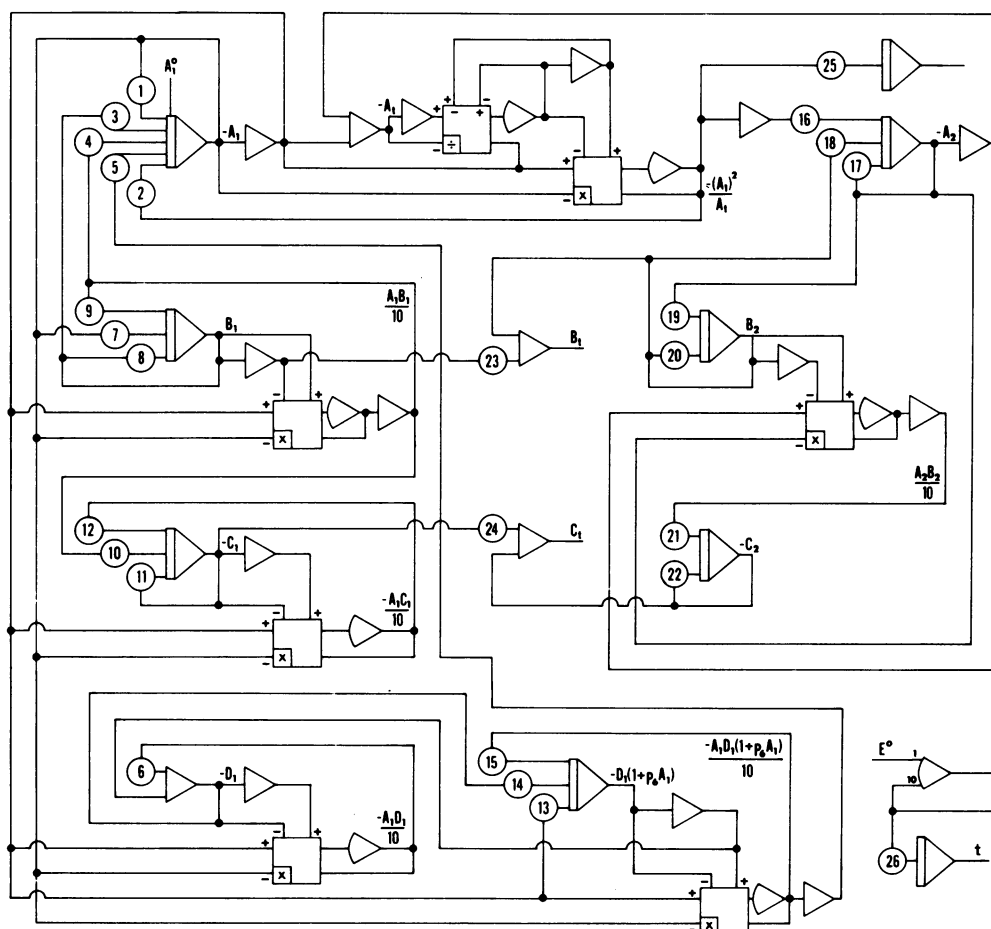 25
1
A₁°
3
-A₁
-A₁
+ - - +
+
16
-A₂
4
- ÷
18
5
- +
17
2
+
x
-
=(A₁)²
A₁
9
A₁B₁
10
19
7
B₁
B₂
8
Bₜ
20
23
- +
- +
+
x
-
+
x
-
A₂B₂
10
12
24
21
10
-C₁
Cₜ
-C₂
11
22
- +
-A₁C₁
10
+
x
-
15
-A₁D₁(1+p₆A₁)
10
E°
1
6
-D₁
14
-D₁(1+p₆A₁)
10
13
- +
-A₁D₁
10
t
+
x
-
26
- +
+
x
-